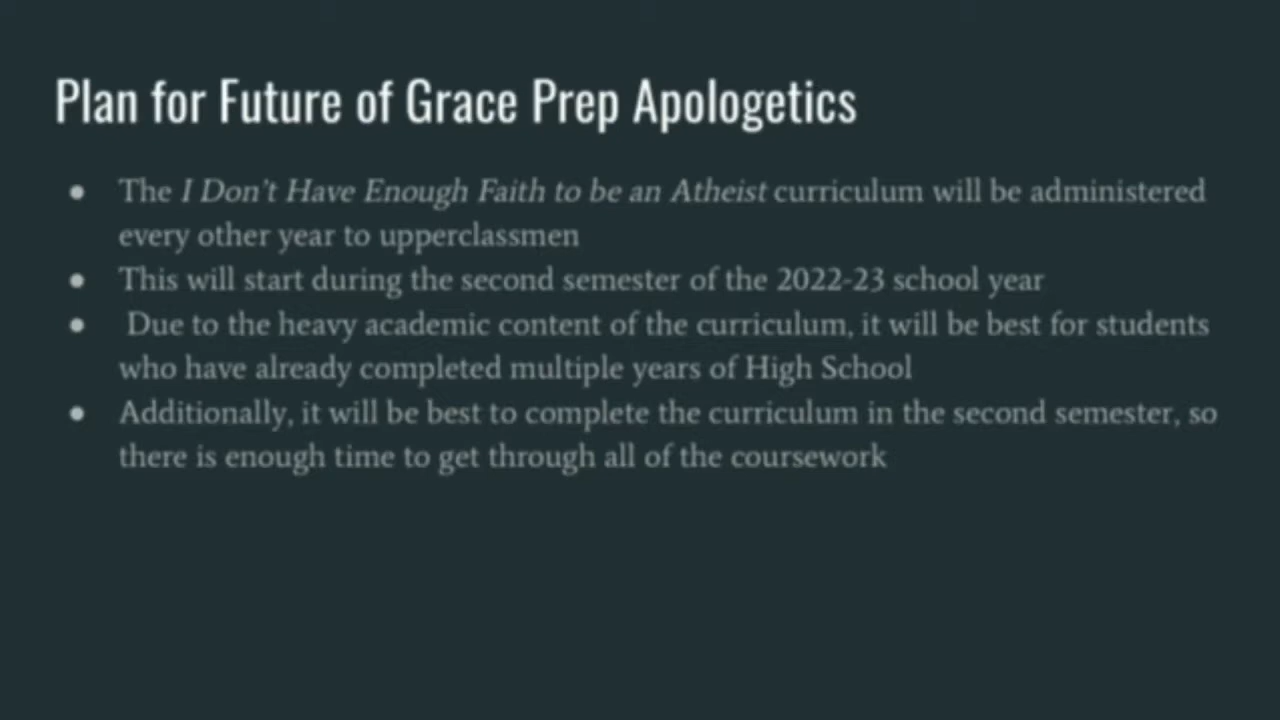 Plan for Future of Grace Prep Apologetics
● The I Don't Have Enough Faith to be an Atheist curriculum will be administered
every other year to upperclassmen
● This will start during the second semester of the 2022-23 school year
● Due to the heavy academic content of the curriculum, it will be best for students
who have already completed multiple years of High School
● Additionally, it will be best to complete the curriculum in the second semester, so
there is enough time to get through all of the coursework